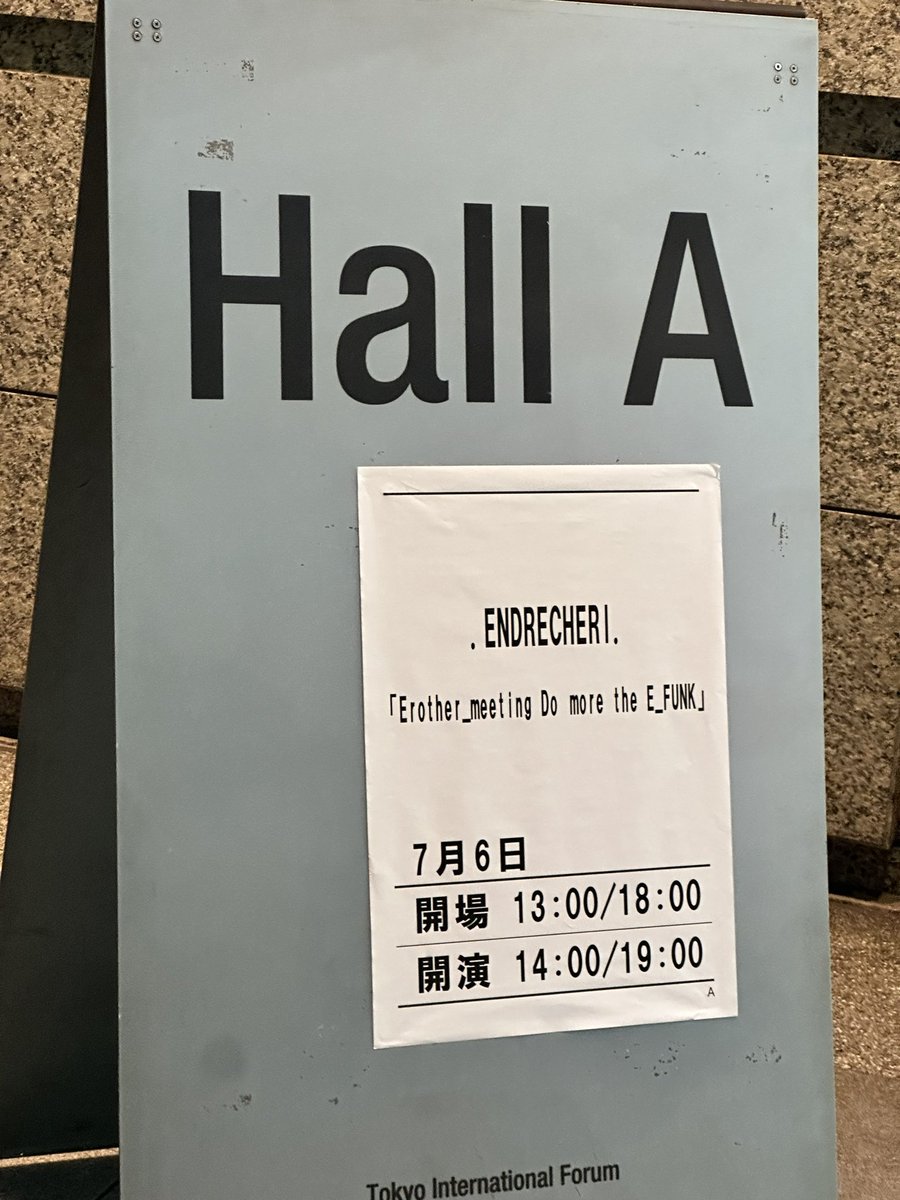 Hall A
.ENDRECHERI.
「Erother_meeting Do more the E_FUNK」
7月6日
開場 13:00/18:00
開演 14:00/19:00
A
Tokyo International Forum